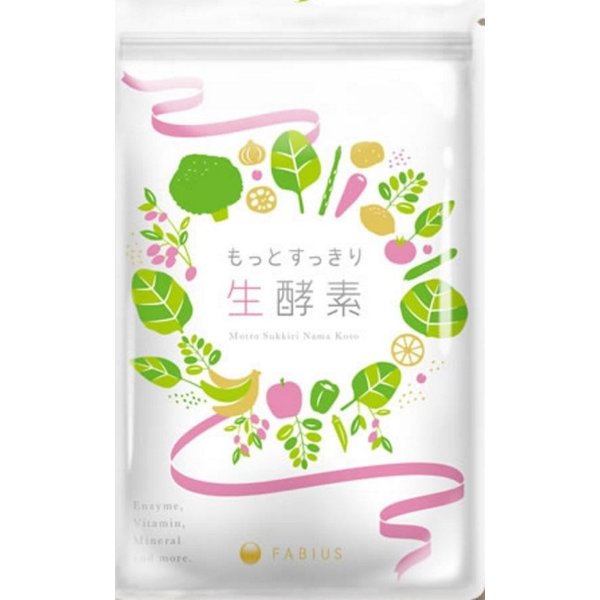 もっとすっきり
生酵素
Motto Sukkiri Nama Koso
Enzyme,
Vitamin,
Mineral
and more.
FABIUS